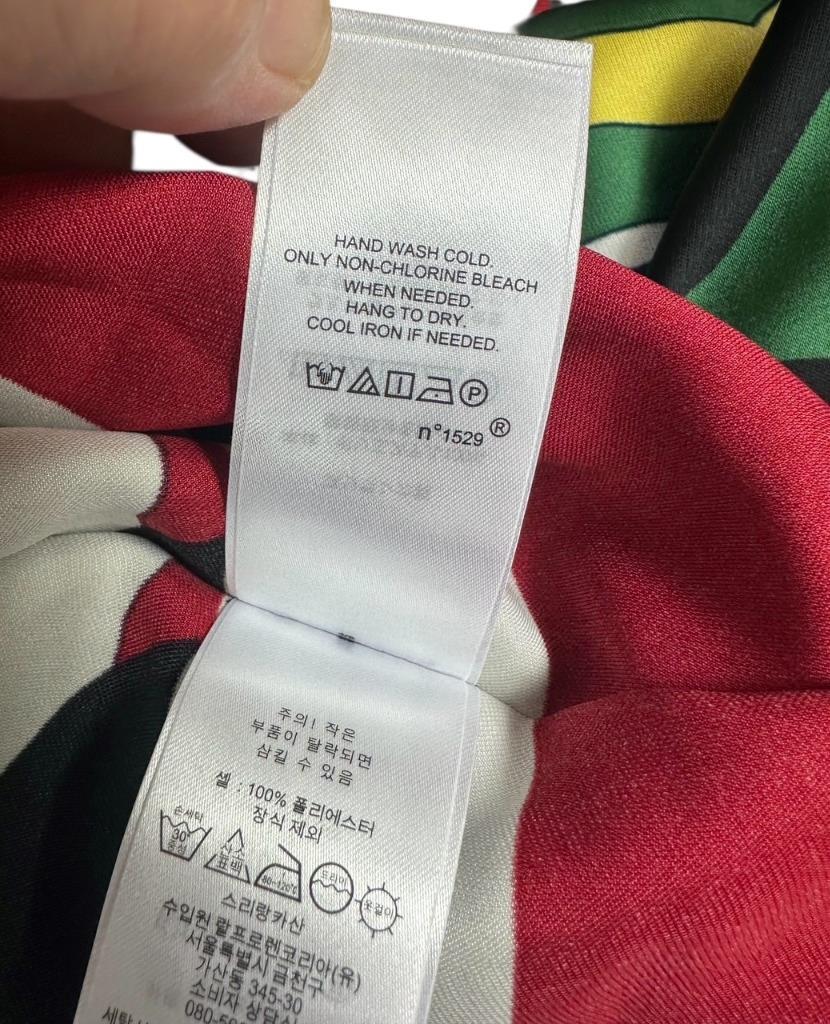 HAND WASH COLD.
ONLY NON-CHLORINE BLEACH
WHEN NEEDED.
HANG TO DRY.
COOL IRON IF NEEDED.
P
n°1529 ®
주의! 작은
부품이 탈락되면
삼킬 수 있음
셸 : 100% 폴리에스터
장식 제외
손세탁
30°
중성
산소
표백
80~120℃
드라이
옷걸이
스리랑카산
수입원 랄프로렌코리아(유)
서울특별시 금천구
가산동 345-30
소비자 상담실